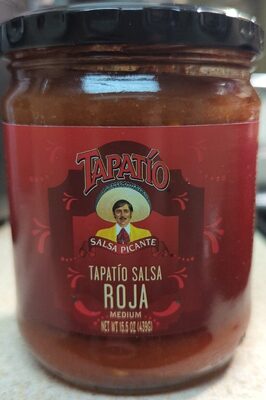 TAPATÍO
SALSA PICANTE
TAPATÍO SALSA
ROJA
MEDIUM
NET WT 15.5 OZ (439G)